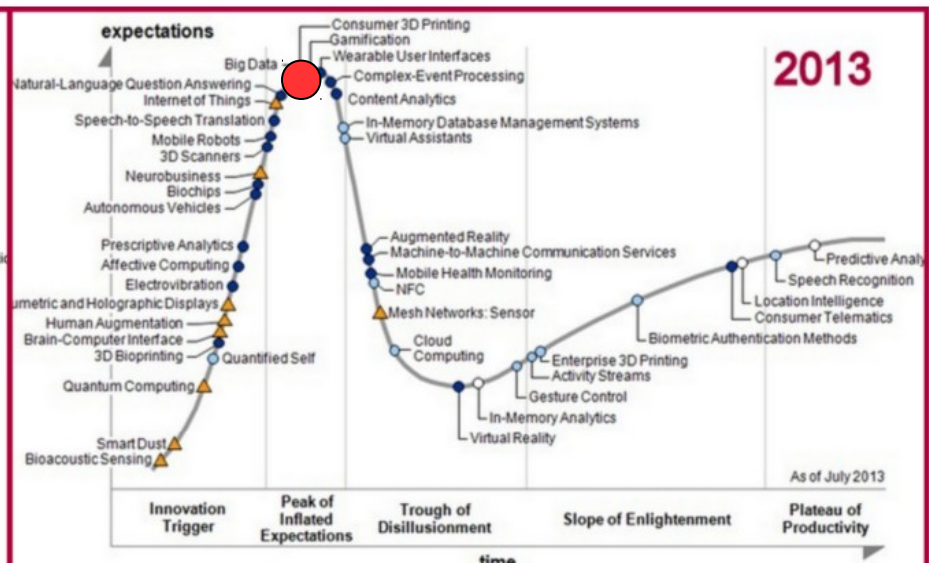 expectations
2013
Consumer 3D Printing
Gamification
Wearable User Interfaces
Big Data
Complex-Event Processing
Natural-Language Question Answering
Content Analytics
Internet of Things
In-Memory Database Management Systems
Speech-to-Speech Translation
Virtual Assistants
Mobile Robots
3D Scanners
Neurobusiness
Biochips
Autonomous Vehicles
Augmented Reality
Prescriptive Analytics
Machine-to-Machine Communication Services
Affective Computing
Mobile Health Monitoring
Electrovibration
NFC
umetric and Holographic Displays
Mesh Networks: Sensor
Human Augmentation
Brain-Computer Interface
3D Bioprinting
Quantified Self
Cloud
Computing
Quantum Computing
Smart Dust
Bioacoustic Sensing
Predictive Analy
Speech Recognition
Location Intelligence
Consumer Telematics
Biometric Authentication Methods
Enterprise 3D Printing
Activity Streams
Gesture Control
In-Memory Analytics
Virtual Reality
As of July 2013
Innovation
Trigger
Peak of
Inflated
Expectations
Trough of
Disillusionment
Slope of Enlightenment
Plateau of
Productivity
time